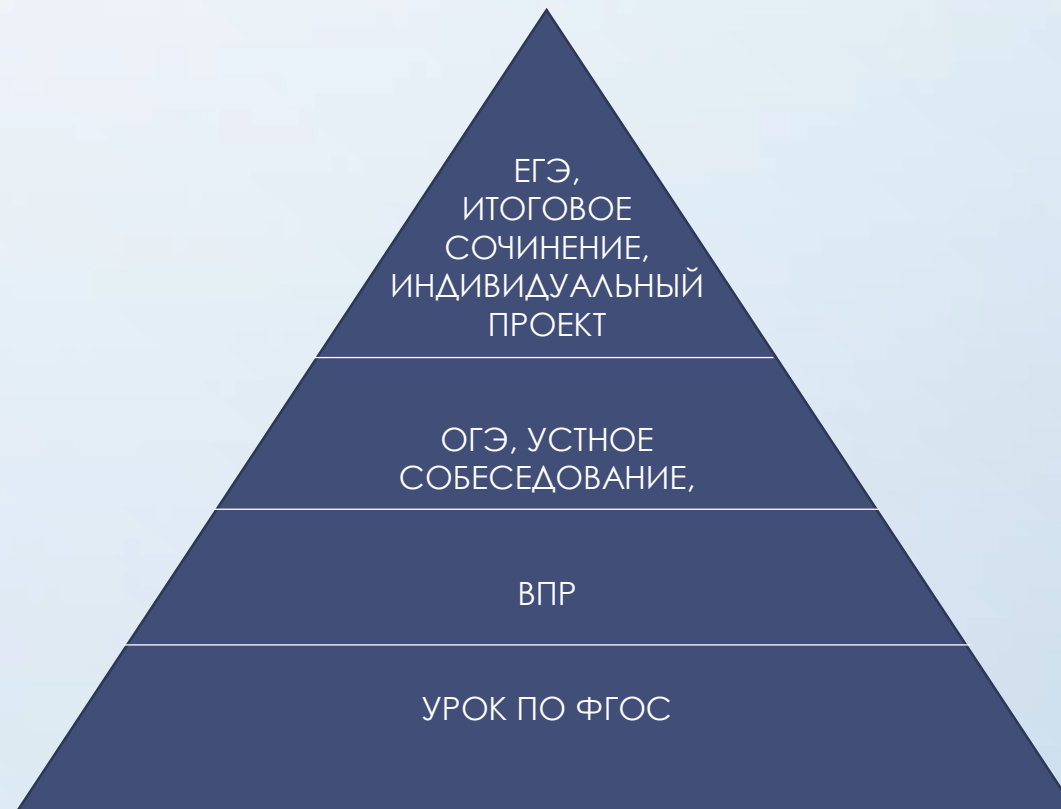 ЕГЭ,
ИТОГОВОЕ
СОЧИНЕНИЕ,
ИНДИВИДУАЛЬНЫЙ
ПРОЕКТ
ОГЭ, УСТНОЕ
СОБЕСЕДОВАНИЕ,
ВПР
УРОК ПО ФГОС